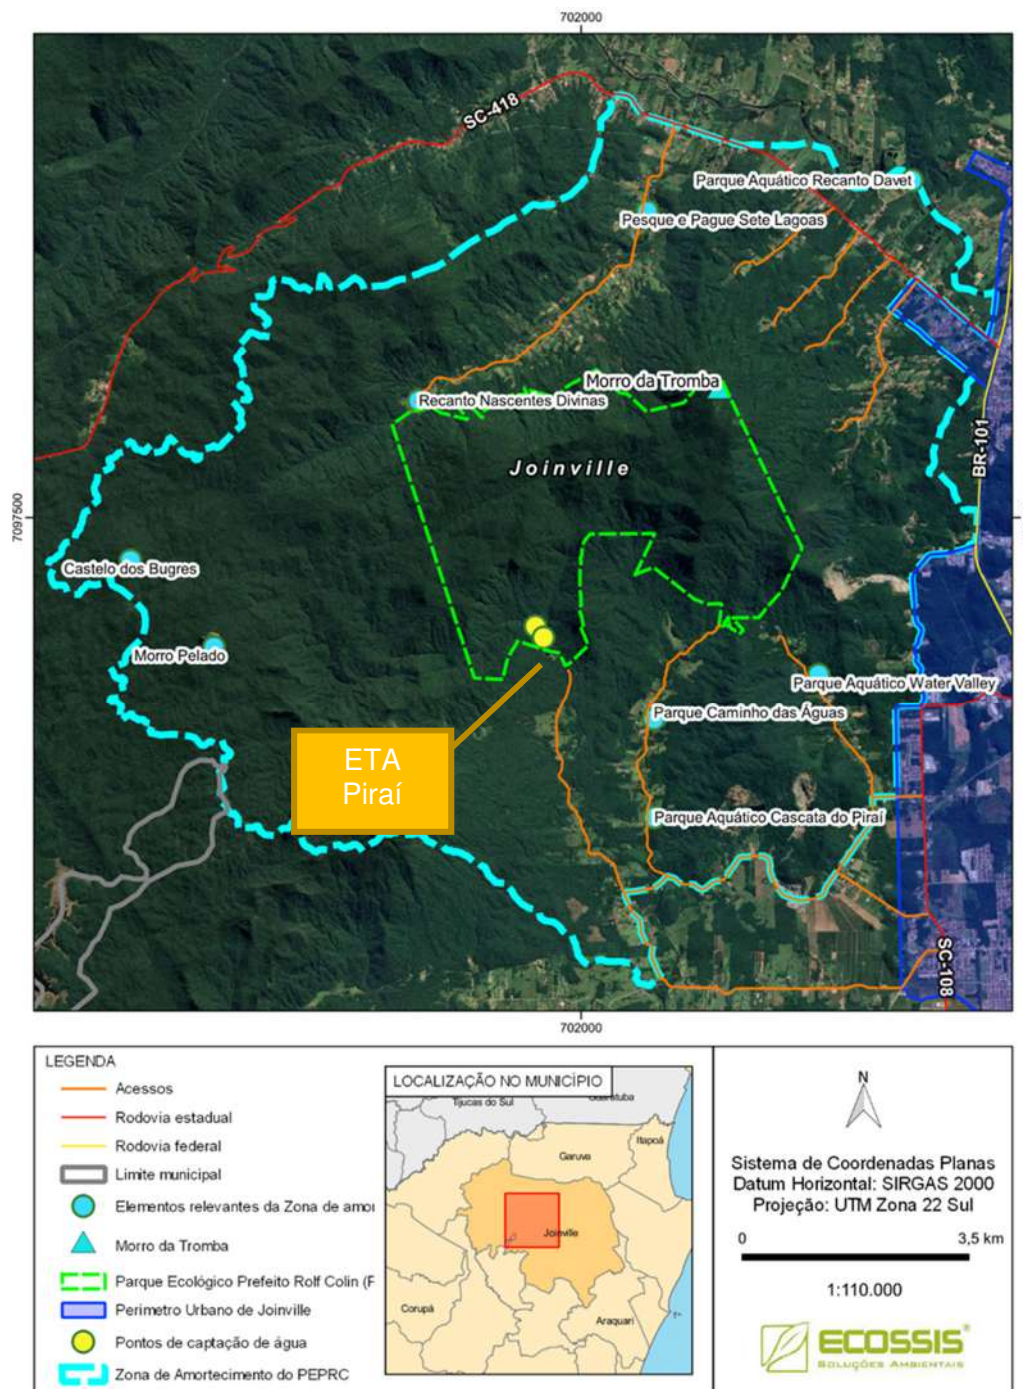 702000
SC-418
Parque Aquático Recanto Davet
Pesque e Pague Sete Lagoas
Morro da Tromba
Recanto Nascentes Divinas
BR-101
Joinville
7097500
Castelo dos Bugres
Morro Pelado
Parque Aquático Water Valley
Parque Caminho das Águas
ETA
Piraí
Parque Aquático Cascata do Piraí
SC-108
702000
LEGENDA
Acessos
Rodovia estadual
Rodovia federal
Limite municipal
Elementos relevantes da Zona de amor
Morro da Tromba
Parque Ecológico Prefeito Rolf Colin (P
Perímetro Urbano de Joinville
Pontos de captação de água
Zona de Amortecimento do PEPRC
LOCALIZAÇÃO NO MUNICÍPIO
Tijucas do Sul
Itapoá
Garuva
Joinville
Corupá
Araquari
N
Sistema de Coordenadas Planas
Datum Horizontal: SIRGAS 2000
Projeção: UTM Zona 22 Sul
0 3,5 km
1:110.000
ECOSSIS®
SOLUÇÕES AMBIENTAIS